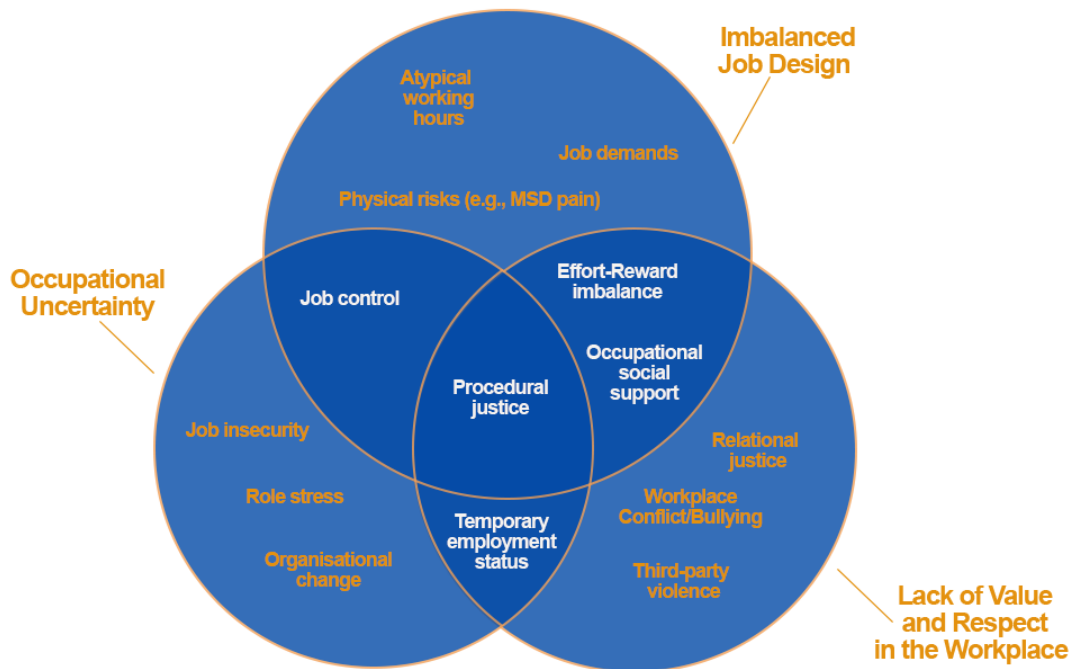 Imbalanced
Job Design
Atypical
working
hours
Job demands
Physical risks (e.g., MSD pain)
Occupational
Uncertainty
Job control
Effort-Reward
imbalance
Occupational
social
support
Procedural
justice
Job insecurity
Relational
justice
Role stress
Workplace
Conflict/Bullying
Temporary
employment
status
Organisational
change
Third-party
violence
Lack of Value
and Respect
in the Workplace